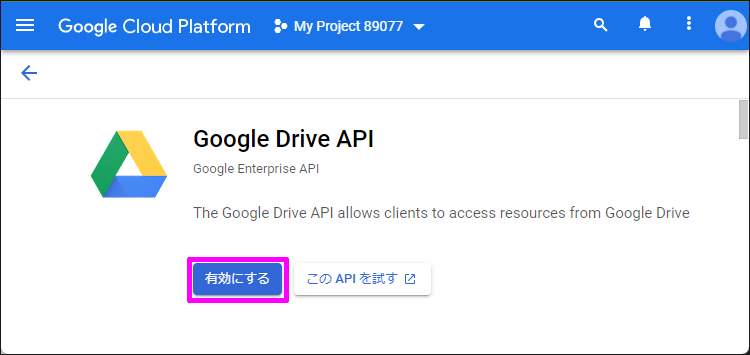 Google Cloud Platform My Project 89077
Google Drive API
Google Enterprise API
The Google Drive API allows clients to access resources from Google Drive
有効にする この API を試す